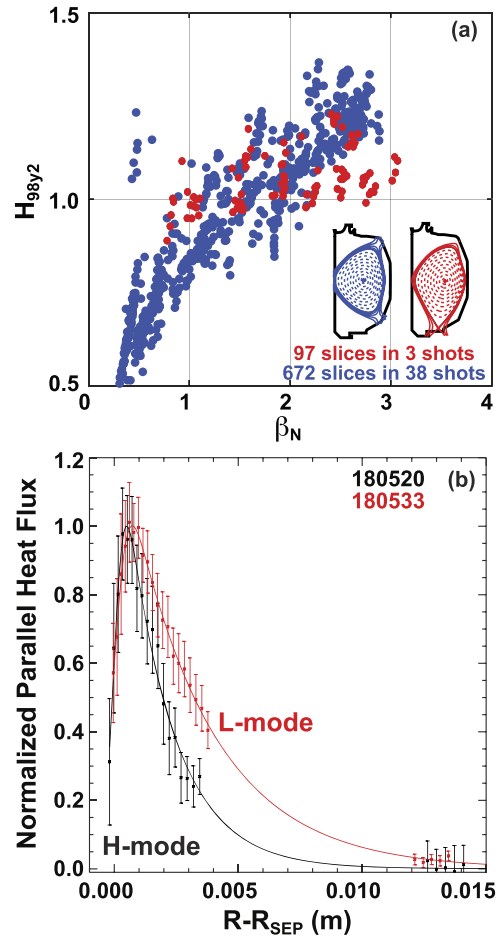 1.5
(a)
H98y2
1.0
97 slices in 3 shots
672 slices in 38 shots
0.5
0
1
2
3
4
βN
1.2
180520
(b)
180533
1.0
Normalized Parallel Heat Flux
0.8
0.6
0.4
L-mode
0.2
H-mode
0.0
0.000
0.005
0.010
0.015
R-RSEP (m)